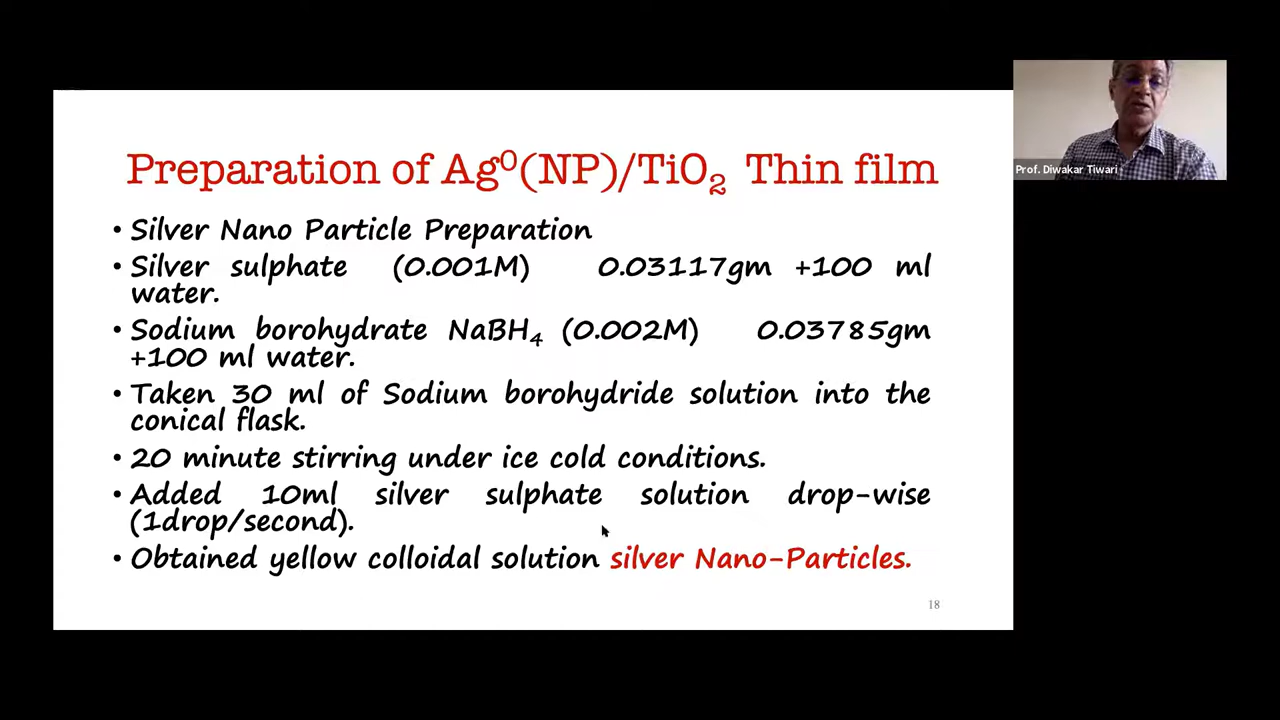 Preparation of Ag⁰(NP)/TiO₂ Thin film
• Silver Nano Particle Preparation
• Silver sulphate (0.001M) 0.03117gm +100 ml
water.
• Sodium borohydrate NaBH₄ (0.002M) 0.03785gm
+100 ml water.
• Taken 30 ml of Sodium borohydride solution into the
conical flask.
• 20 minute stirring under ice cold conditions.
• Added 10ml silver sulphate solution drop-wise
(1drop/second).
• Obtained yellow colloidal solution silver Nano-Particles.
18
Prof. Diwakar Tiwari